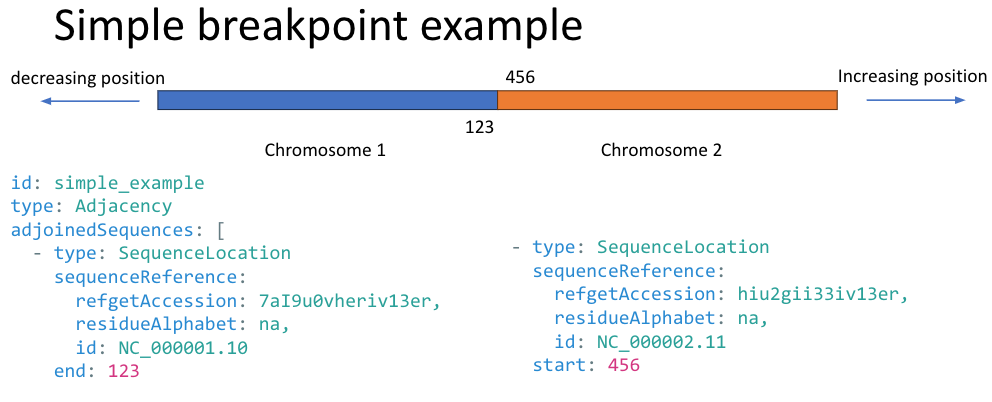 Simple breakpoint example
decreasing position
456
Increasing position
123
Chromosome 1
Chromosome 2
id: simple_example
type: Adjacency
adjoinedSequences: [
- type: SequenceLocation
sequenceReference:
refgetAccession: 7aI9u0vheriv13er,
residueAlphabet: na,
id: NC_000001.10
end: 123
- type: SequenceLocation
sequenceReference:
refgetAccession: hiu2gii33iv13er,
residueAlphabet: na,
id: NC_000002.11
start: 456